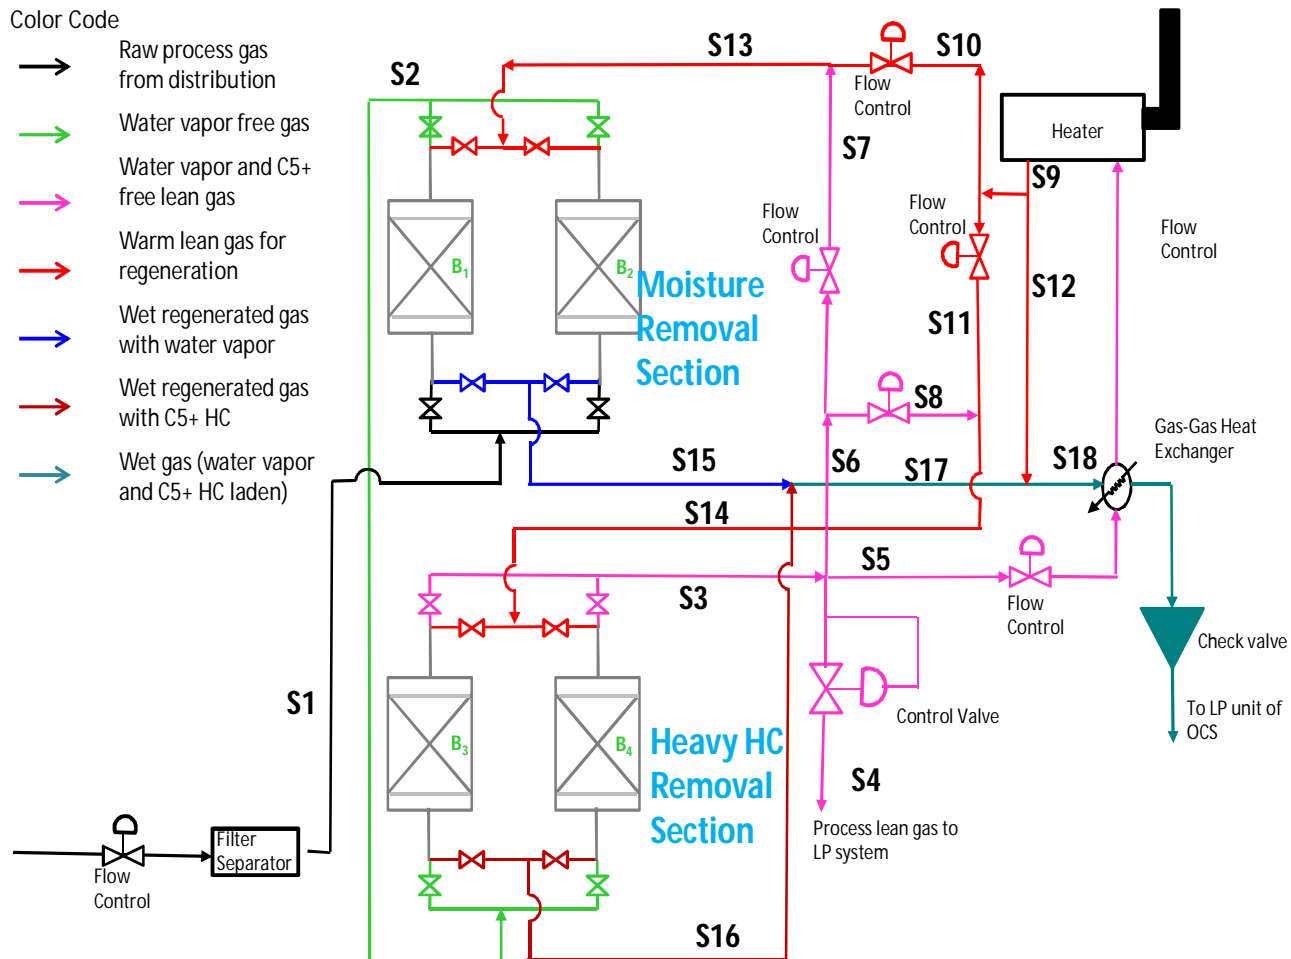 Color Code
Raw process gas
from distribution
Water vapor free gas
Water vapor and C5+
free lean gas
Warm lean gas for
regeneration
Wet regenerated gas
with water vapor
Wet regenerated gas
with C5+ HC
Wet gas (water vapor
and C5+ HC laden)
S2
S13
S10
Flow
Control
Heater
S7
S9
Flow
Control
Flow
Control
Flow
Control
B1
B2
Moisture
Removal
Section
S12
S11
S8
Gas-Gas Heat
Exchanger
S15
S6
S17
S18
S14
S5
S3
Flow
Control
Check valve
S1
Control Valve
To LP unit of
OCS
B3
B4
Heavy HC
Removal
Section
S4
Process lean gas to
LP system
Filter
Separator
Flow
Control
S16